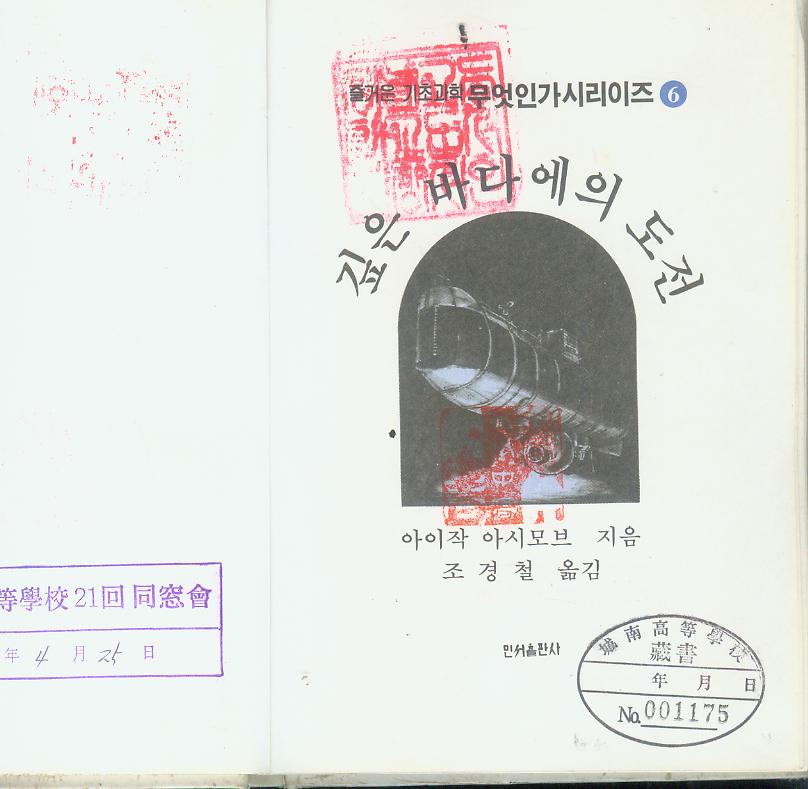 等學校 21回 同窓會
年 4 月 25 日
즐거운 기초과학 무엇인가시리이즈 6
깊은 바다에의 도전
아이작 아시모브 지음
조경철 옮김
민서출판사
城南高等學校
藏書
年 月 日
No. 001175